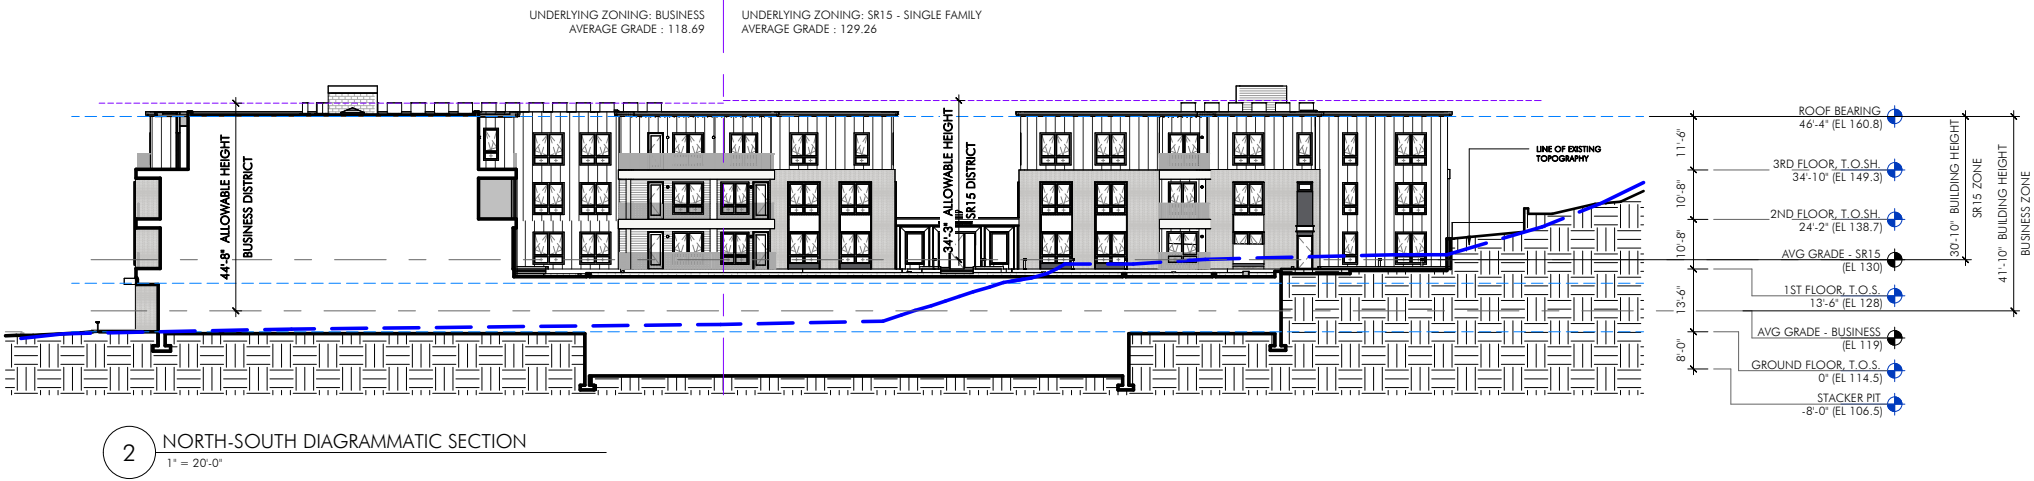 UNDERLYING ZONING: BUSINESS
AVERAGE GRADE : 118.69
UNDERLYING ZONING: SR15 - SINGLE FAMILY
AVERAGE GRADE : 129.26
44'-8" ALLOWABLE HEIGHT
BUSINESS DISTRICT
34'-3" ALLOWABLE HEIGHT
SR15 DISTRICT
LINE OF EXISTING
TOPOGRAPHY
11'-6"
10'-8"
10'-8"
13'-6"
8'-0"
ROOF BEARING
46'-4" (EL 160.8)
3RD FLOOR, T.O.SH.
34'-10" (EL 149.3)
2ND FLOOR, T.O.SH.
24'-2" (EL 138.7)
AVG GRADE - SR15
(EL 130)
1ST FLOOR, T.O.S.
13'-6" (EL 128)
AVG GRADE - BUSINESS
(EL 119)
GROUND FLOOR, T.O.S.
0" (EL 114.5)
STACKER PIT
-8'-0" (EL 106.5)
30'-10" BUILDING HEIGHT
SR15 ZONE
41'-10" BUILDING HEIGHT
BUSINESS ZONE
2
NORTH-SOUTH DIAGRAMMATIC SECTION
1" = 20'-0"